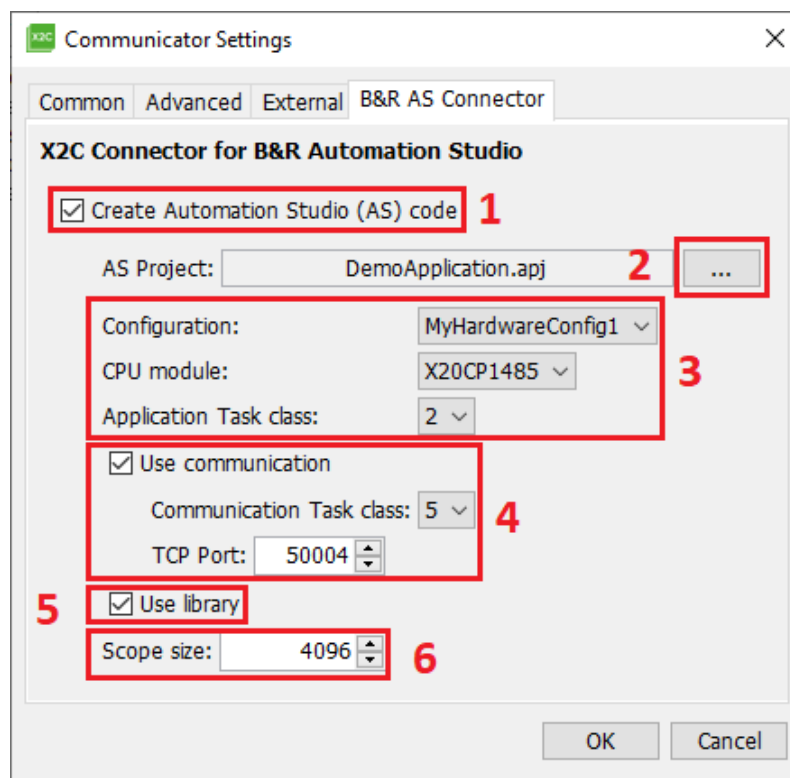 X2C Communicator Settings
Common Advanced External B&R AS Connector
X2C Connector for B&R Automation Studio
Create Automation Studio (AS) code 1
AS Project: DemoApplication.apj 2 ...
Configuration: MyHardwareConfig1
CPU module: X20CP1485 3
Application Task class: 2
Use communication
Communication Task class: 5 4
TCP Port: 50004
5 Use library
Scope size: 4096 6
OK Cancel